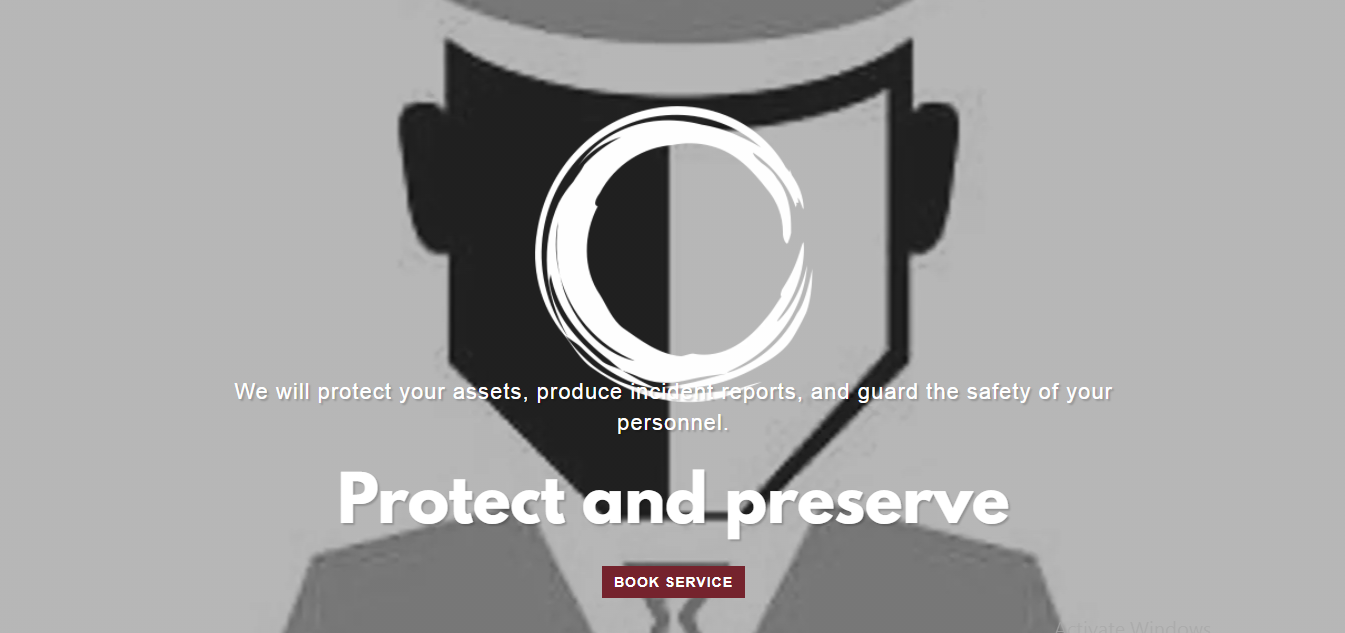 We will protect your assets, produce incident reports, and guard the safety of your
personnel.
Protect and preserve
BOOK SERVICE
Activate Windows